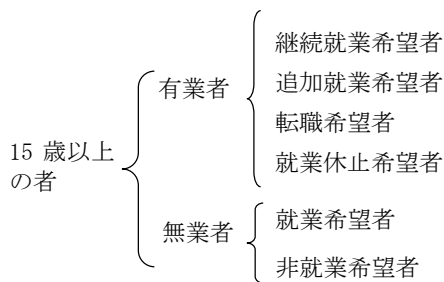 15 歳以上
の者
有業者
継続就業希望者
追加就業希望者
転職希望者
就業休止希望者
無業者
就業希望者
非就業希望者